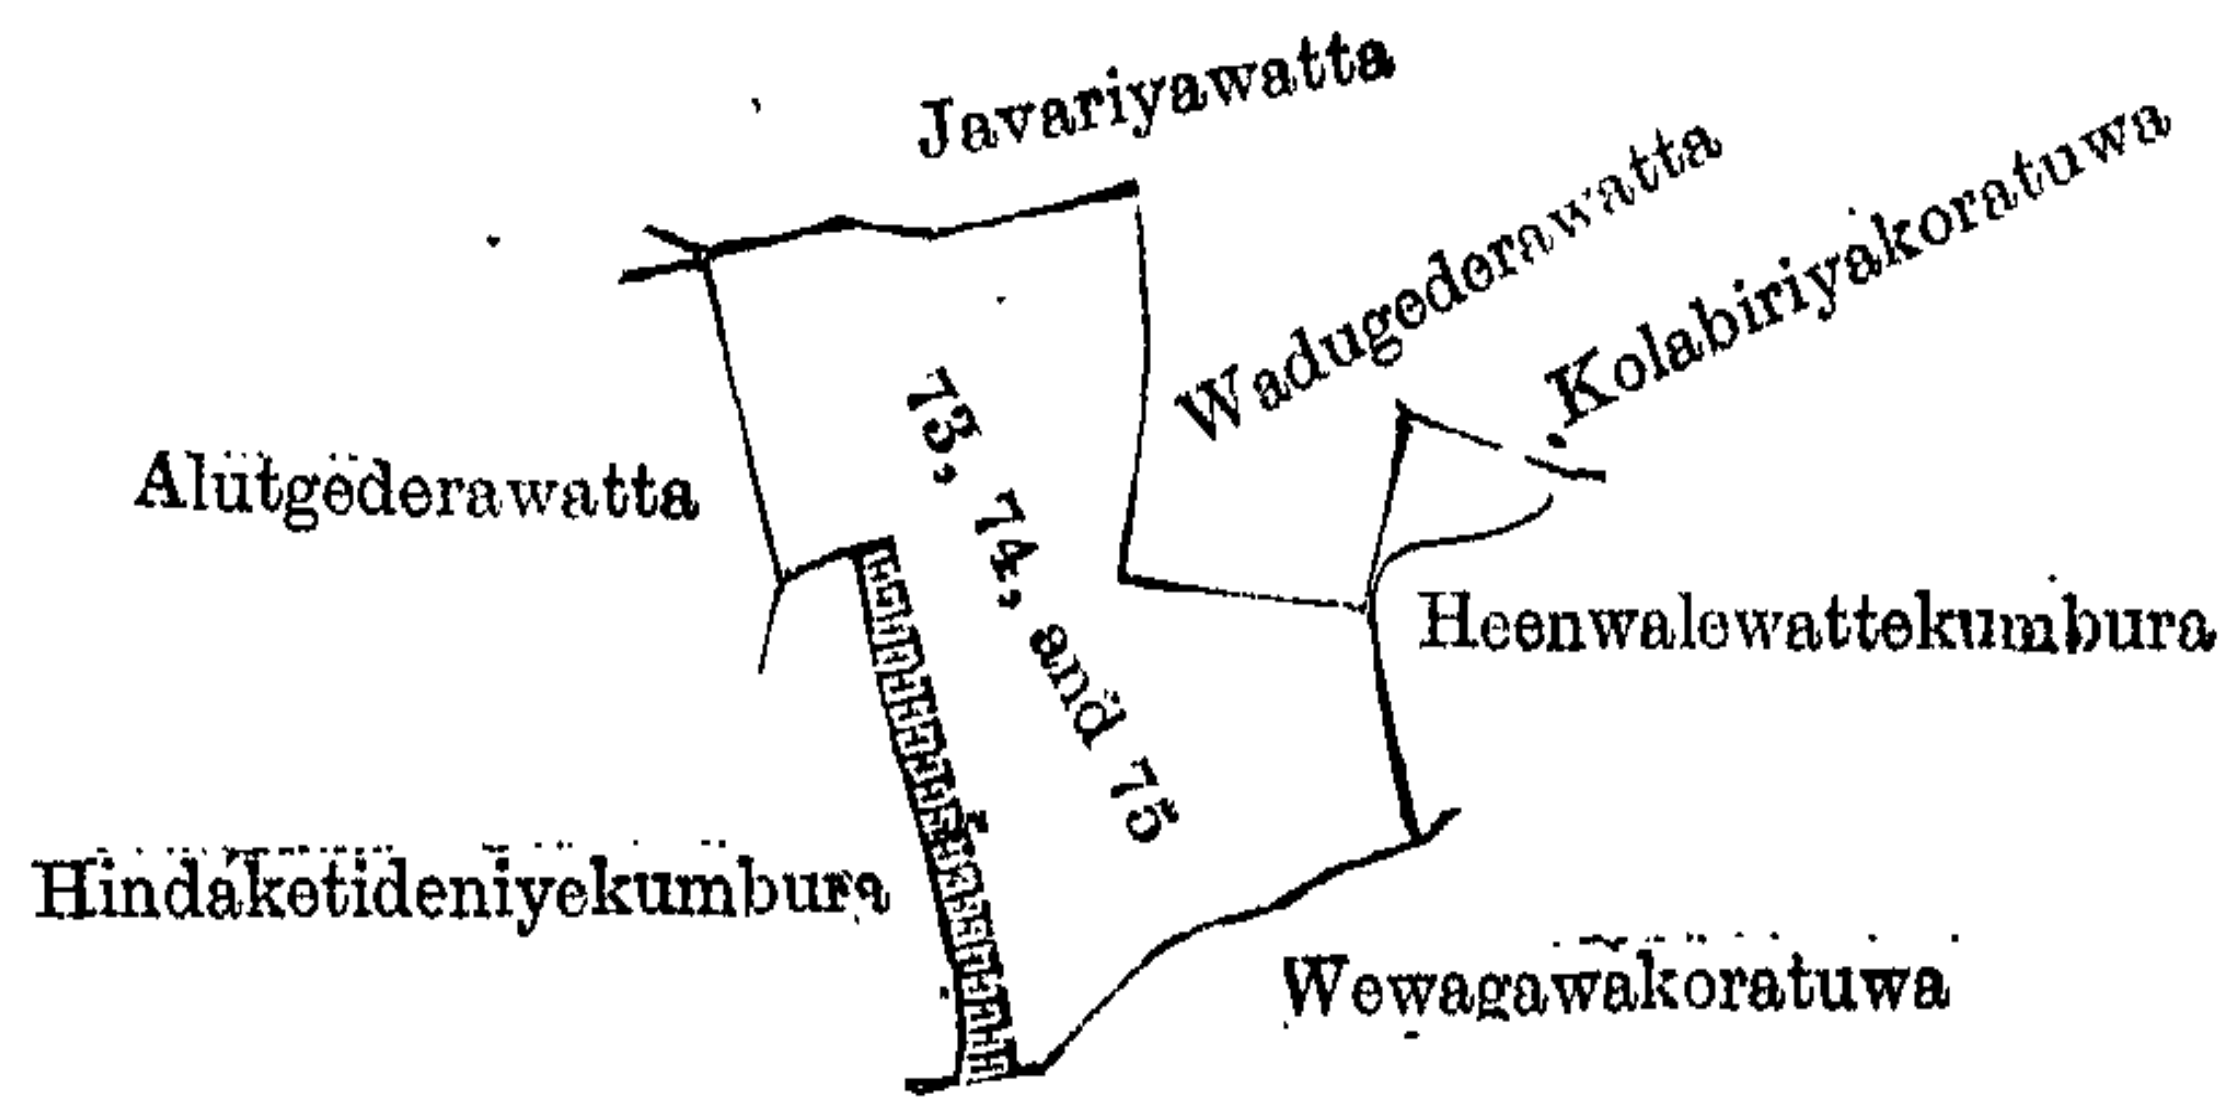 Javariyawatta
Wadugederawatta
Kolabiriyakoratuwa
73, 74, and 75
Alutgederawatta
Heenwalewattekumbura
Hindaketideniyekumbura
Wewagawakoratuwa